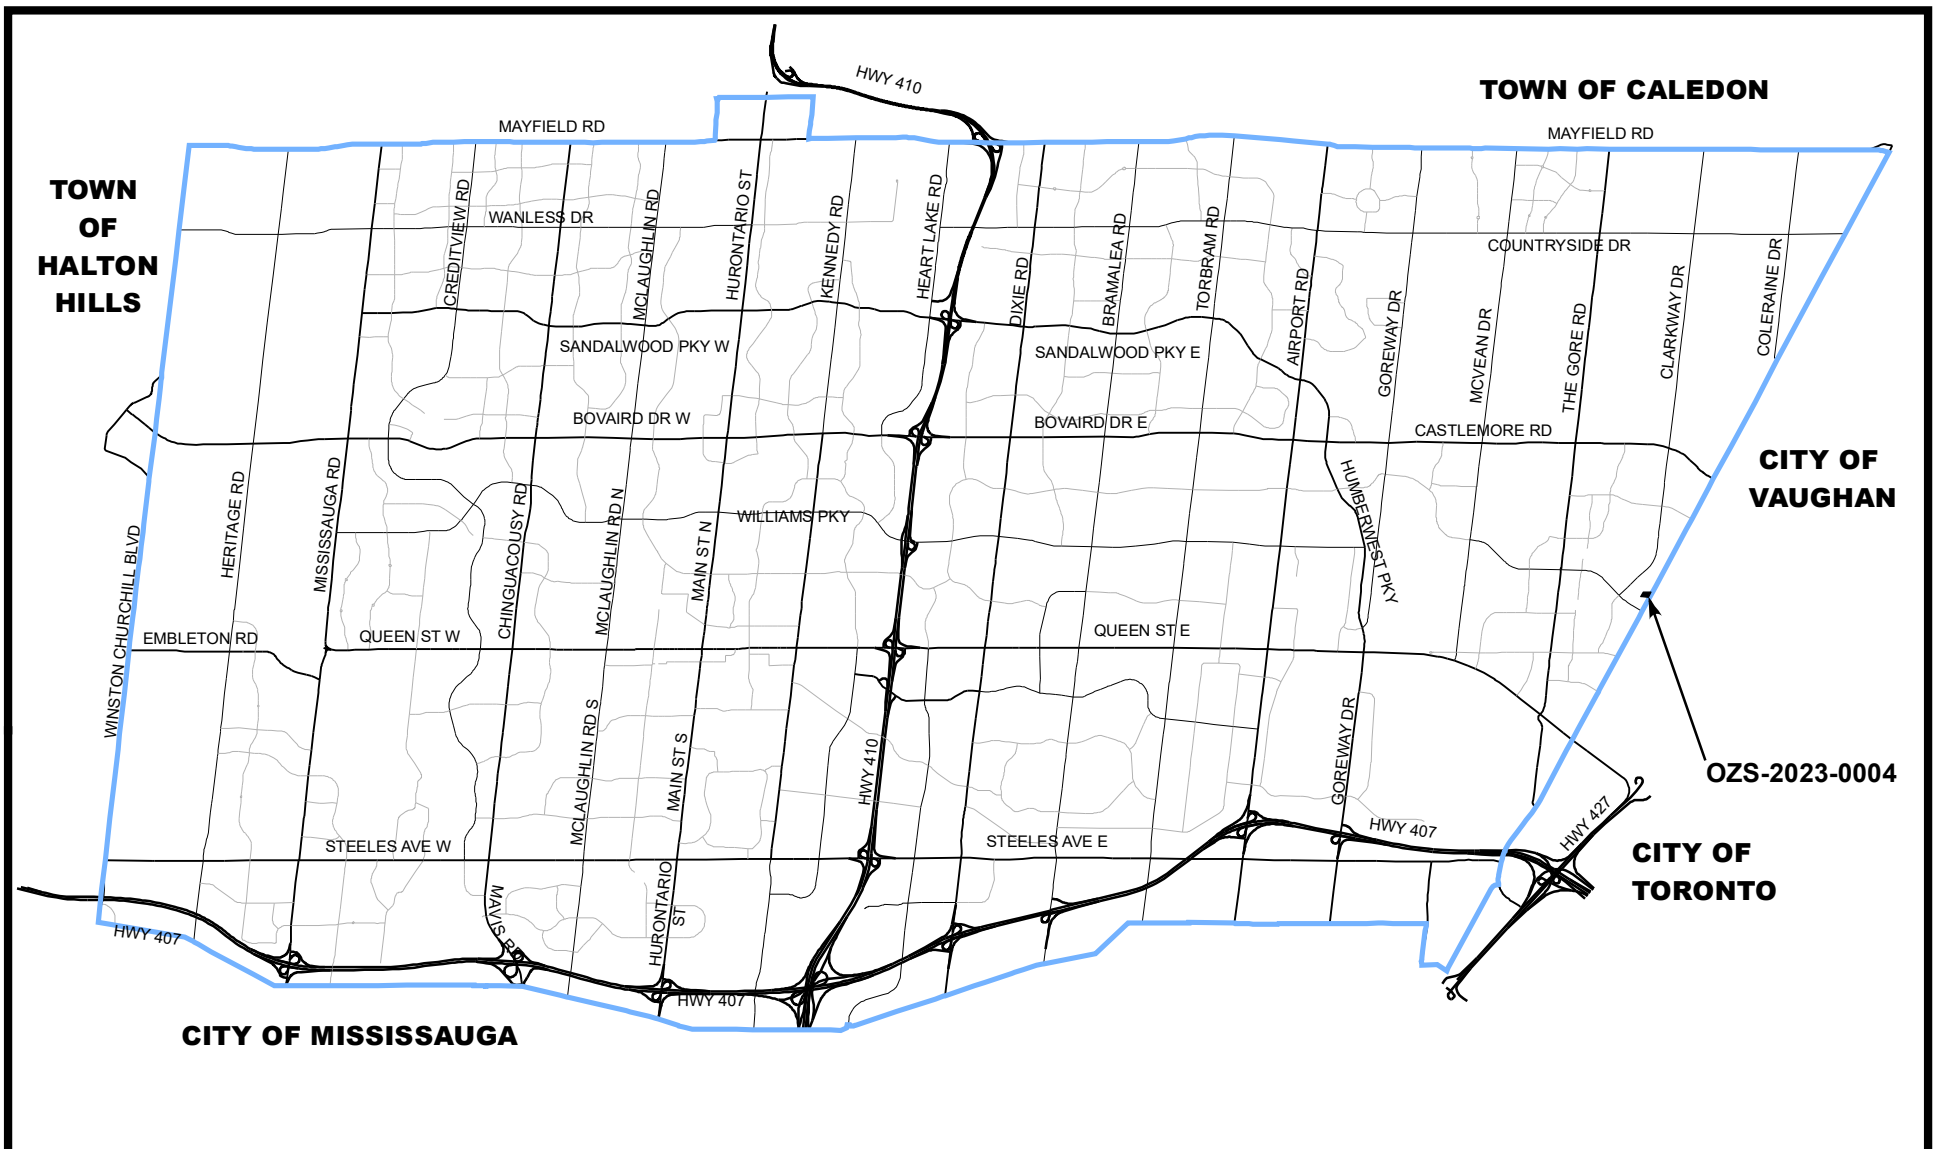 HWY 410
TOWN OF CALEDON
MAYFIELD RD
MAYFIELD RD
TOWN
OF
HALTON
HILLS
WANLESS DR
COUNTRYSIDE DR
CREDITVIEW RD
MCLAUGHLIN RD
HURONTARIO ST
KENNEDY RD
HEART LAKE RD
DIXIE RD
BRAMALEA RD
TORBRAM RD
AIRPORT RD
GOREWAY DR
MCVEAN DR
THE GORE RD
CLARKWAY DR
COLERAINE DR
SANDALWOOD PKY W
SANDALWOOD PKY E
BOVAIRD DR W
BOVAIRD DR E
CASTLEMORE RD
CITY OF
VAUGHAN
WINSTON CHURCHILL BLVD
HERITAGE RD
MISSISSAUGA RD
CHINGUACOUSY RD
MCLAUGHLIN RD N
MAIN ST N
WILLIAMS PKY
HUMBERWEST PKY
EMBLETON RD
QUEEN ST W
QUEEN ST E
MCLAUGHLIN RD S
MAIN ST S
HWY 410
GOREWAY DR
OZS-2023-0004
STEELES AVE W
STEELES AVE E
HWY 407
HWY 427
CITY OF
TORONTO
MAVIS RD
HURONTARIO
ST
HWY 407
HWY 407
CITY OF MISSISSAUGA